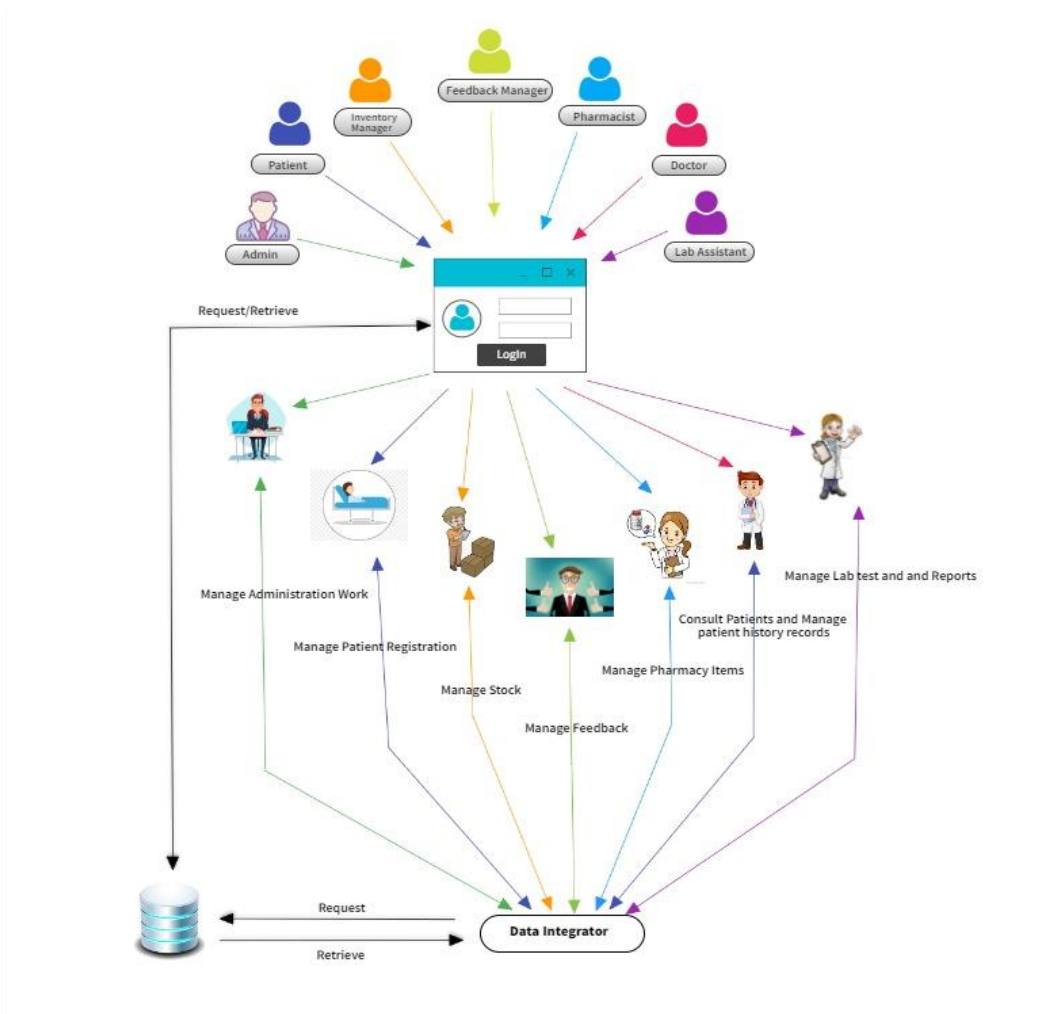 Feedback Manager
Inventory
Manager
Pharmacist
Patient
Doctor
Admin
Lab Assistant
Request/Retrieve
LogIn
Manage Lab test and and Reports
Manage Administration Work
Consult Patients and Manage
patient history records
Manage Patient Registration
Manage Pharmacy Items
Manage Stock
Manage Feedback
Request
Data Integrator
Retrieve